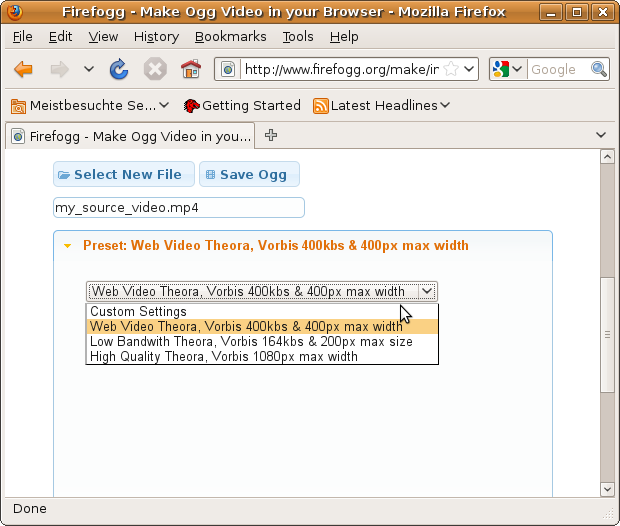 Firefogg - Make Ogg Video in your Browser - Mozilla Firefox
File Edit View History Bookmarks Tools Help
http://www.firefogg.org/make/in Google
Meistbesuchte Se... Getting Started Latest Headlines
Firefogg - Make Ogg Video in you...
Select New File Save Ogg
my_source_video.mp4
Preset: Web Video Theora, Vorbis 400kbs & 400px max width
Web Video Theora, Vorbis 400kbs & 400px max width
Custom Settings
Web Video Theora, Vorbis 400kbs & 400px max width
Low Bandwith Theora, Vorbis 164kbs & 200px max size
High Quality Theora, Vorbis 1080px max width
Done